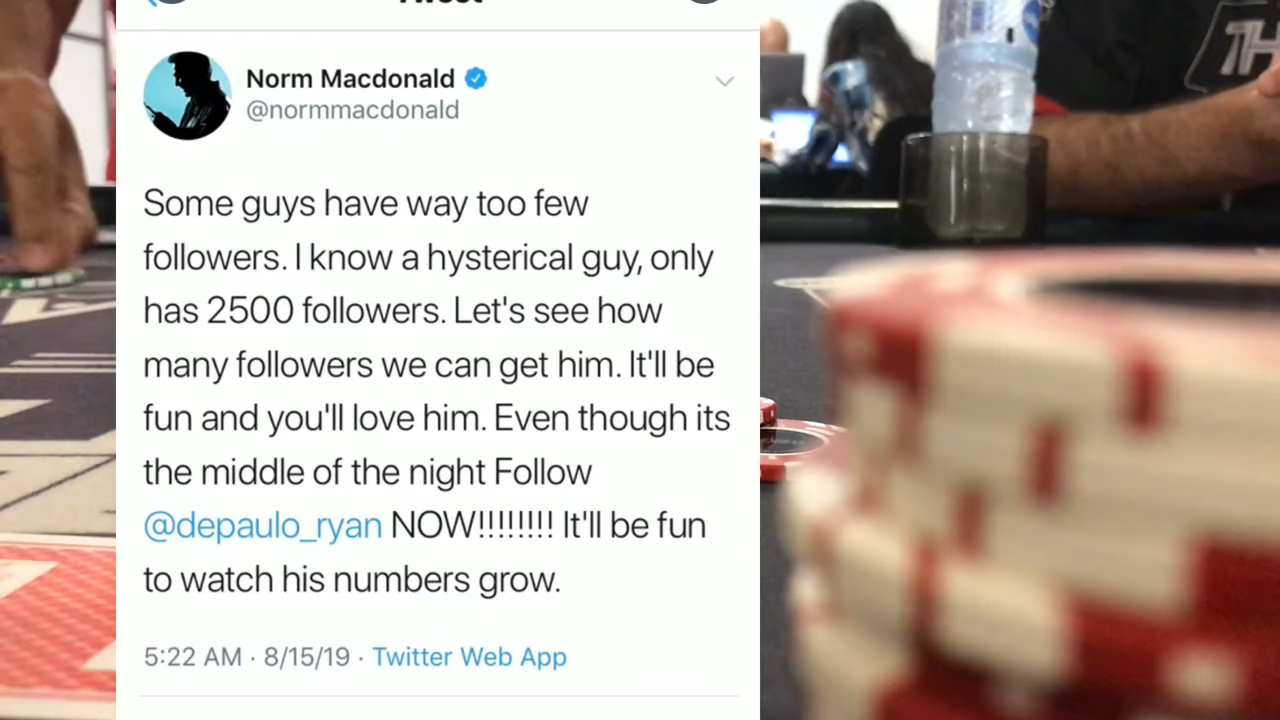 Norm Macdonald
@normmacdonald
Some guys have way too few
followers. I know a hysterical guy, only
has 2500 followers. Let's see how
many followers we can get him. It'll be
fun and you'll love him. Even though its
the middle of the night Follow
@depaulo_ryan NOW!!!!!!!! It'll be fun
to watch his numbers grow.
5:22 AM · 8/15/19 · Twitter Web App